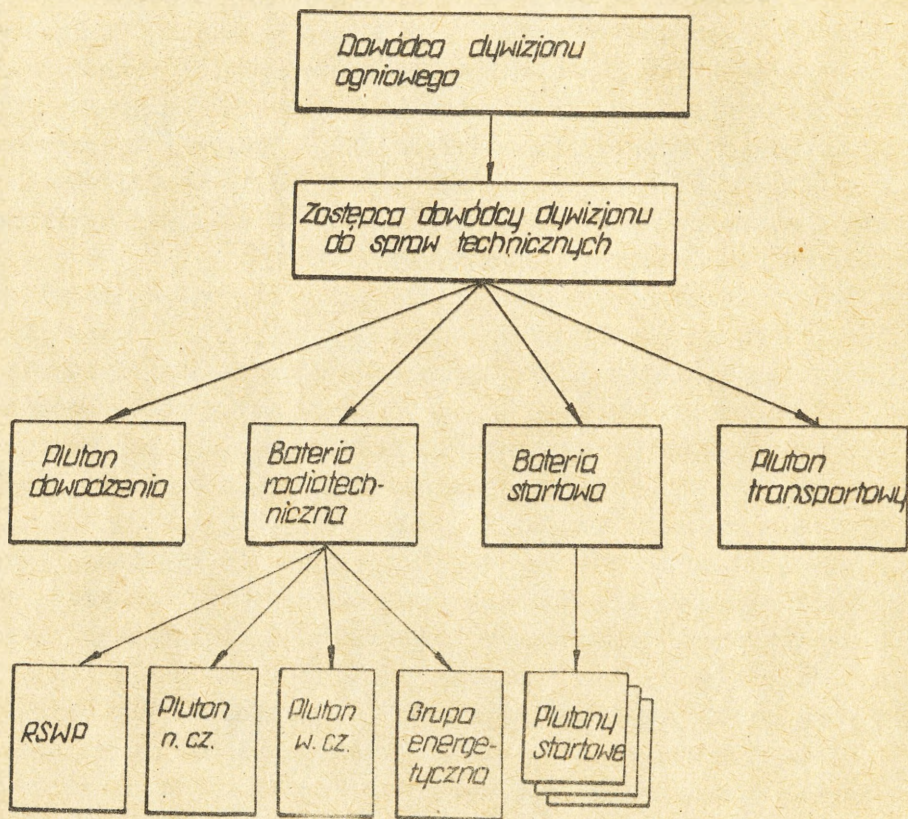 Dowódca dywizjonu
ogniowego
Zastępca dowódcy dywizjonu
do spraw technicznych
Pluton
dowodzenia
Bateria
radiotech-
niczna
Bateria
startowa
Pluton
transportowy
RSWP
Pluton
n. cz.
Pluton
w. cz.
Grupa
energe-
tyczna
Plutony
startowe